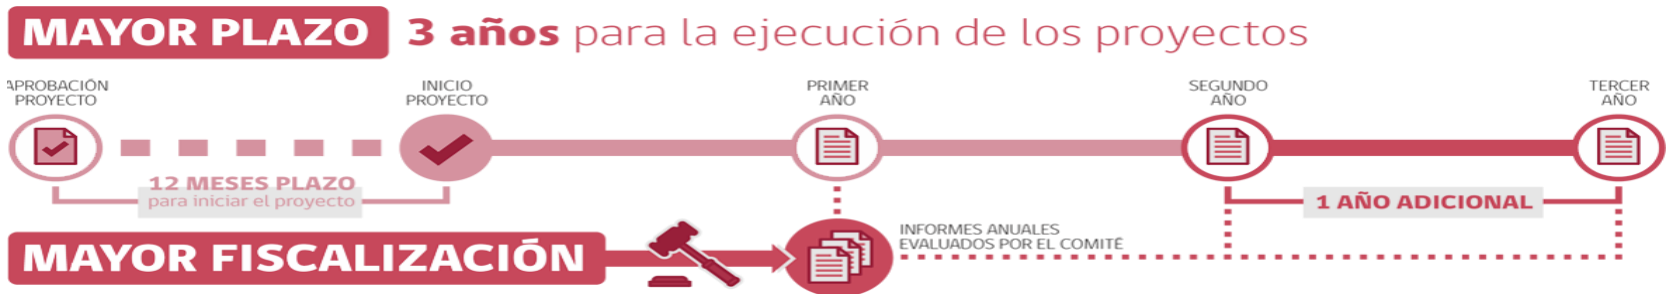 MAYOR PLAZO 3 años para la ejecución de los proyectos
APROBACIÓN
PROYECTO
INICIO
PROYECTO
PRIMER
AÑO
SEGUNDO
AÑO
TERCER
AÑO
12 MESES PLAZO
para iniciar el proyecto
1 AÑO ADICIONAL
MAYOR FISCALIZACIÓN
INFORMES ANUALES
EVALUADOS POR EL COMITÉ